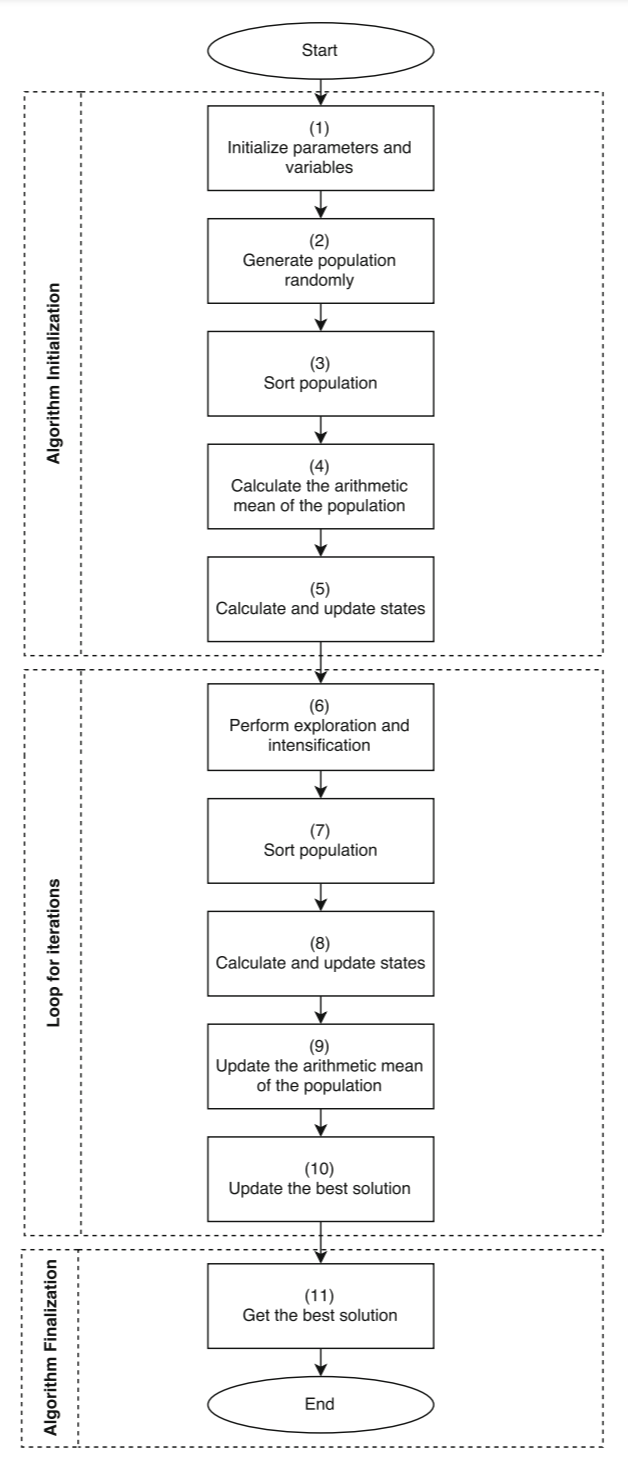 Start
Algorithm Initialization
(1)
Initialize parameters and
variables
(2)
Generate population
randomly
(3)
Sort population
(4)
Calculate the arithmetic
mean of the population
(5)
Calculate and update states
Loop for iterations
(6)
Perform exploration and
intensification
(7)
Sort population
(8)
Calculate and update states
(9)
Update the arithmetic mean
of the population
(10)
Update the best solution
Algorithm Finalization
(11)
Get the best solution
End